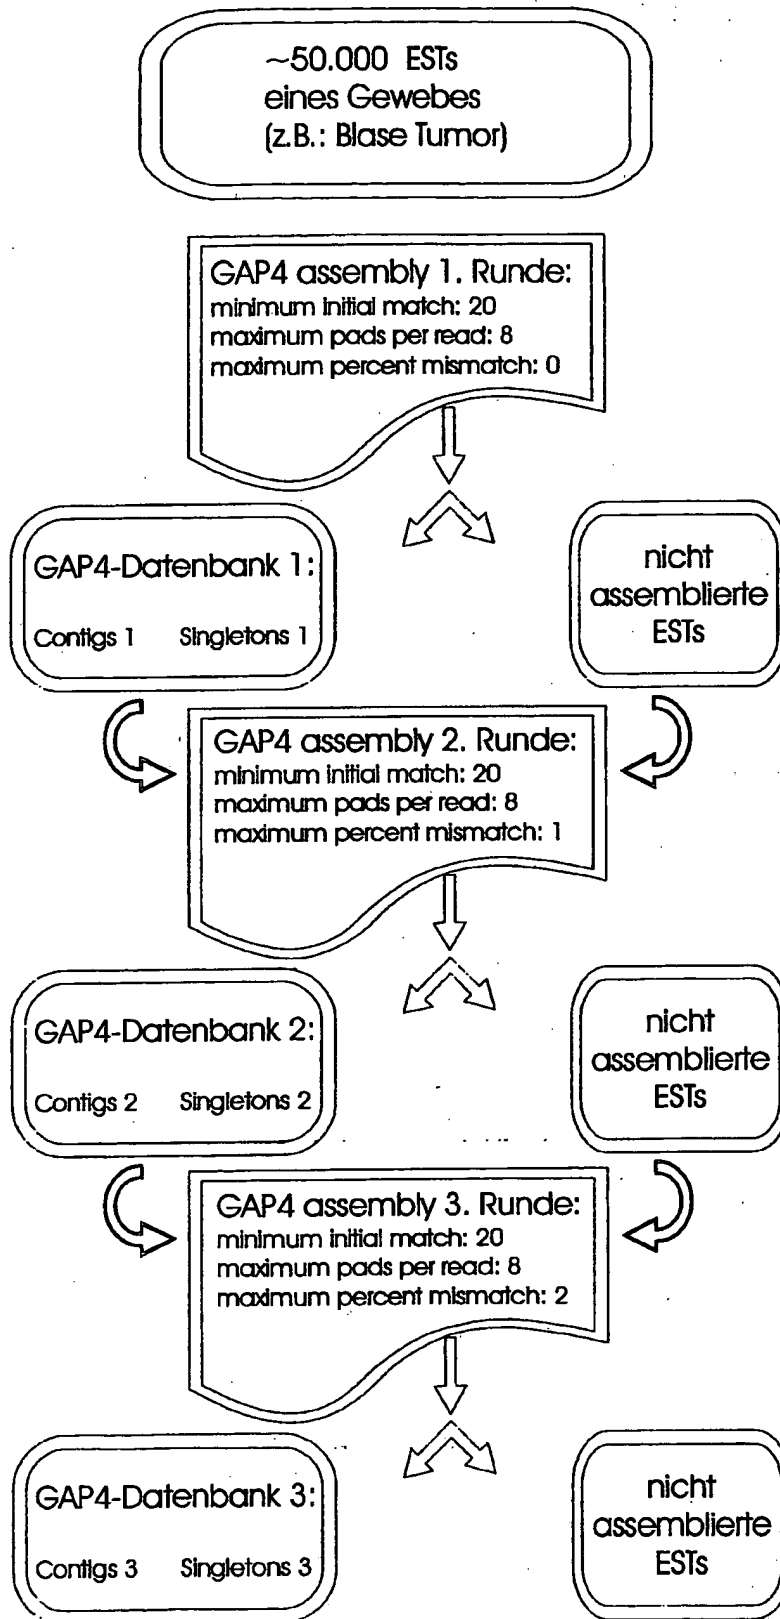 ~50.000 ESTs
eines Gewebes
(z.B.: Blase Tumor)
GAP4 assembly 1. Runde:
minimum initial match: 20
maximum pads per read: 8
maximum percent mismatch: 0
GAP4-Datenbank 1:
Contigs 1 Singletons 1
nicht
assemblierte
ESTs
GAP4 assembly 2. Runde:
minimum initial match: 20
maximum pads per read: 8
maximum percent mismatch: 1
GAP4-Datenbank 2:
Contigs 2 Singletons 2
nicht
assemblierte
ESTs
GAP4 assembly 3. Runde:
minimum initial match: 20
maximum pads per read: 8
maximum percent mismatch: 2
GAP4-Datenbank 3:
Contigs 3 Singletons 3
nicht
assemblierte
ESTs